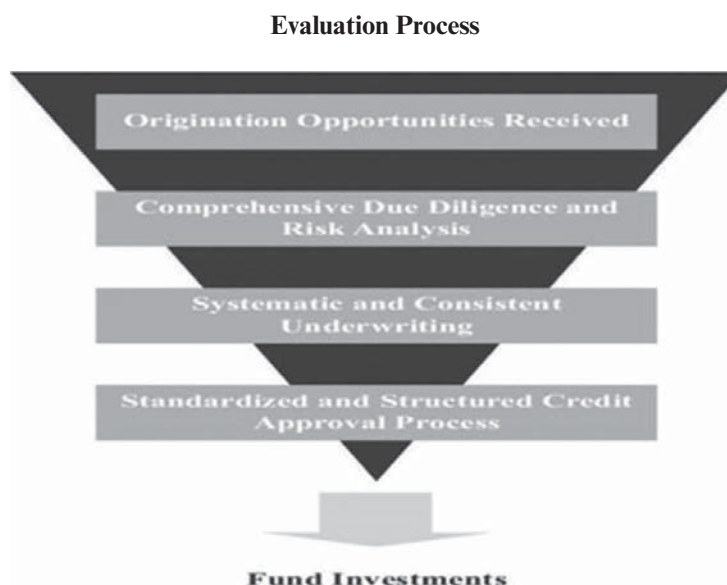 Evaluation Process
Origination Opportunities Received
Comprehensive Due Diligence and
Risk Analysis
Systematic and Consistent
Underwriting
Standardized and Structured Credit
Approval Process
Fund Investments